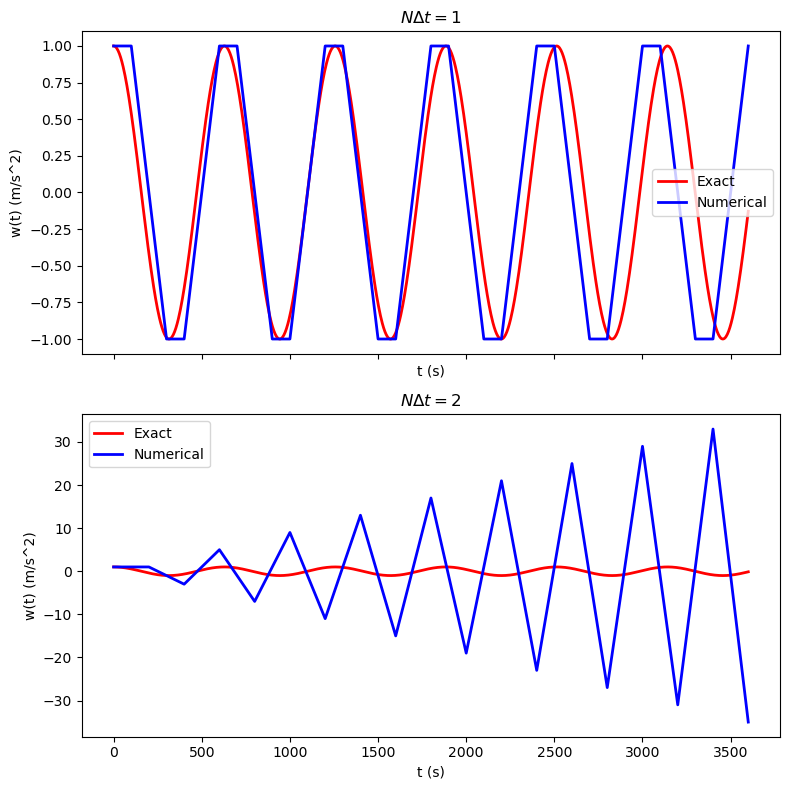 NΔt = 1
1.00
0.75
0.50
0.25
0.00
−0.25
−0.50
−0.75
−1.00
w(t) (m/s^2)
Exact
Numerical
t (s)
NΔt = 2
30
20
10
0
−10
−20
−30
w(t) (m/s^2)
Exact
Numerical
0 500 1000 1500 2000 2500 3000 3500
t (s)